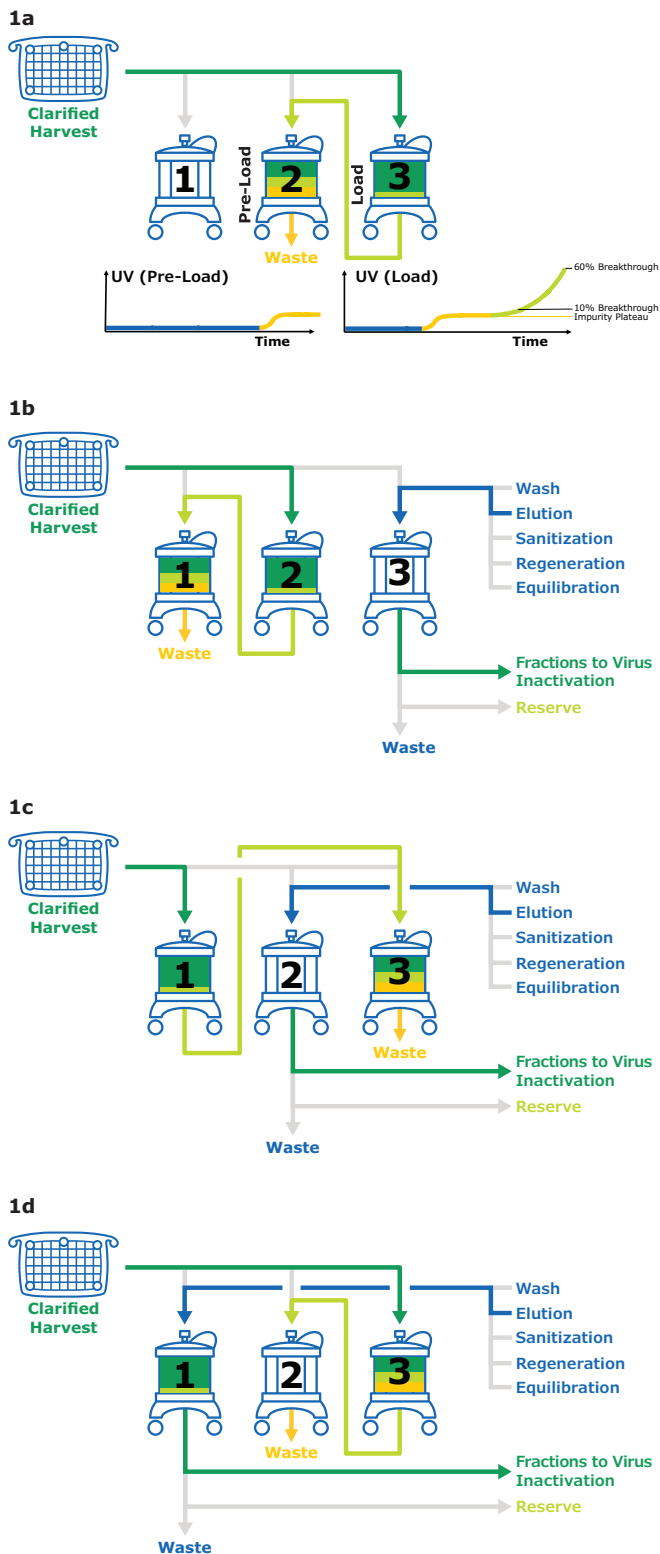 1a
Clarified
Harvest
1
Pre-Load
2
Load
3
Waste
UV (Pre-Load)
Time
UV (Load)
60% Breakthrough
10% Breakthrough
Impurity Plateau
Time
1b
Clarified
Harvest
1
2
3
Wash
Elution
Sanitization
Regeneration
Equilibration
Waste
Fractions to Virus
Inactivation
Reserve
Waste
1c
Clarified
Harvest
1
2
3
Wash
Elution
Sanitization
Regeneration
Equilibration
Waste
Fractions to Virus
Inactivation
Reserve
Waste
1d
Clarified
Harvest
1
2
3
Wash
Elution
Sanitization
Regeneration
Equilibration
Waste
Fractions to Virus
Inactivation
Reserve
Waste